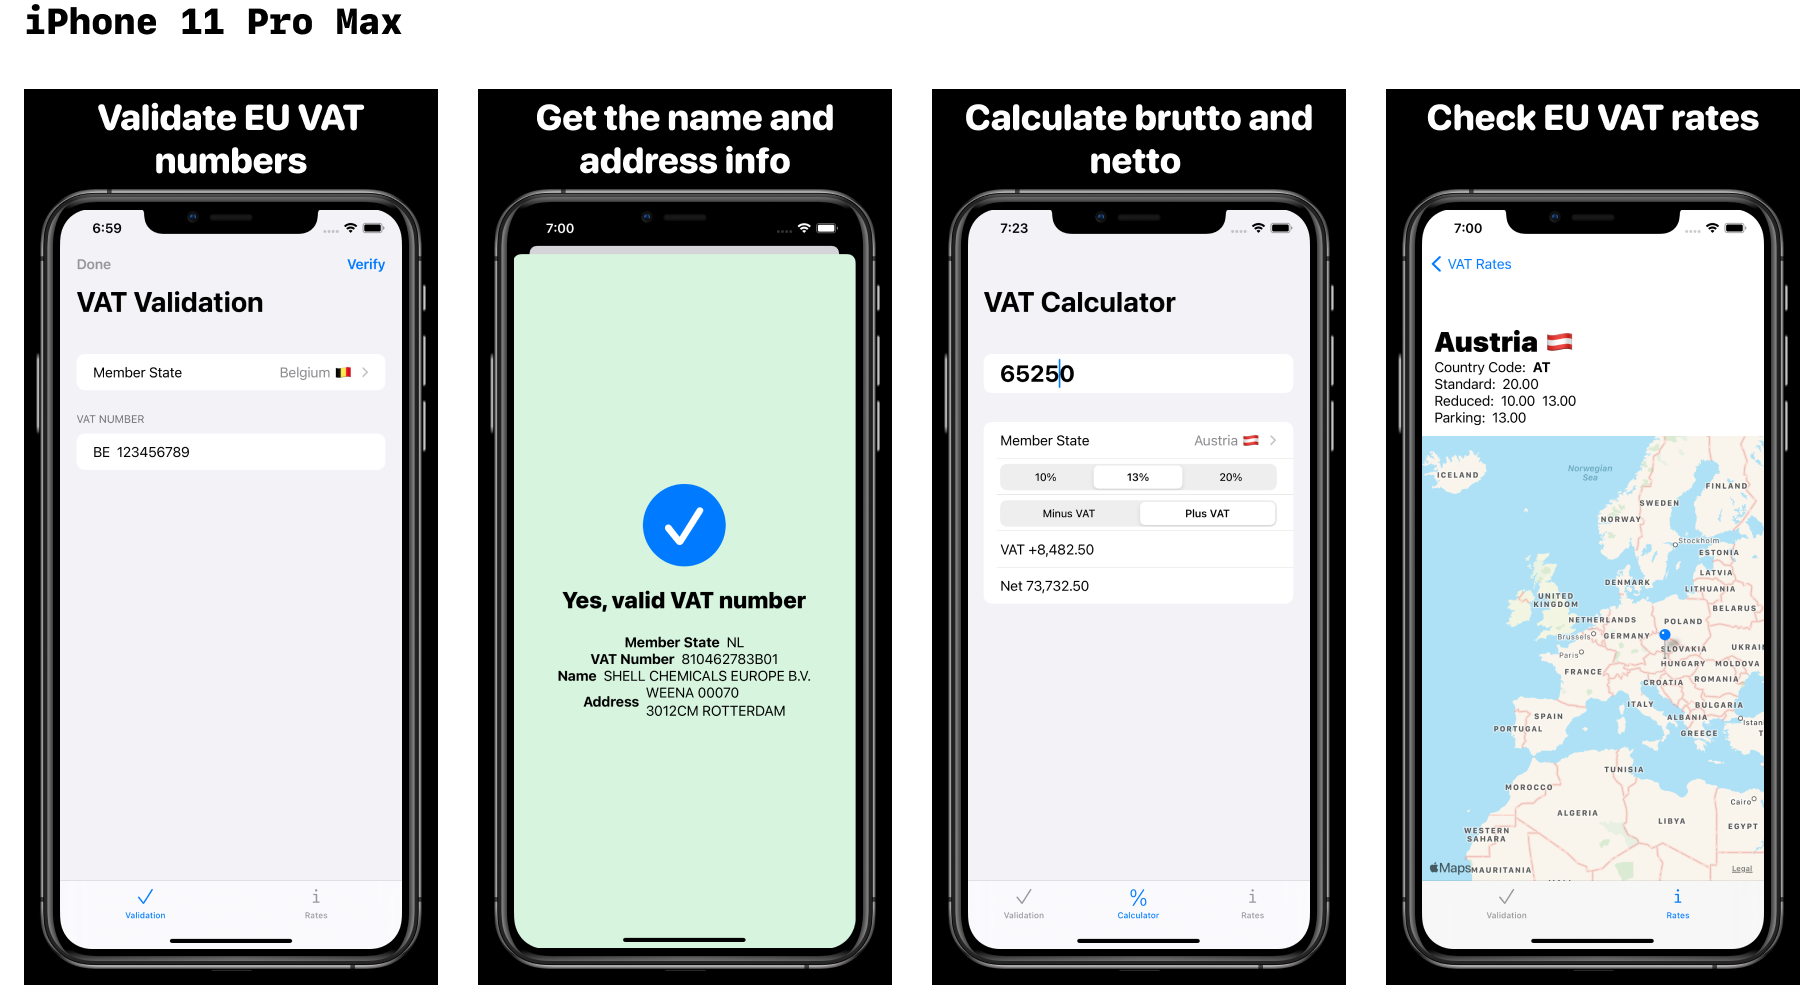 iPhone 11 Pro Max
Validate EU VAT
numbers
6:59
Done
Verify
VAT Validation
Member State
Belgium
VAT NUMBER
BE 123456789
Validation
Rates
Get the name and
address info
7:00
Yes, valid VAT number
Member State NL
VAT Number 810462783B01
Name SHELL CHEMICALS EUROPE B.V.
Address WEENA 00070
3012CM ROTTERDAM
Calculate brutto and
netto
7:23
VAT Calculator
65250
Member State
Austria
10%
13%
20%
Minus VAT
Plus VAT
VAT +8,482.50
Net 73,732.50
Validation
Calculator
Rates
Check EU VAT rates
7:00
VAT Rates
Austria
Country Code: AT
Standard: 20.00
Reduced: 10.00 13.00
Parking: 13.00
ICELAND
Norwegian
Sea
FINLAND
SWEDEN
NORWAY
Stockholm
ESTONIA
LATVIA
DENMARK
LITHUANIA
UNITED
KINGDOM
BELARUS
NETHERLANDS
POLAND
Brussels
GERMANY
SLOVAKIA
UKRAI
Paris
HUNGARY
MOLDOVA
FRANCE
CROATIA
ROMANIA
ITALY
BULGARIA
SPAIN
ALBANIA
Istan
PORTUGAL
GREECE
T
TUNISIA
MOROCCO
Cairo
ALGERIA
LIBYA
EGYPT
WESTERN
SAHARA
Maps
MAURITANIA
Legal
Validation
Rates